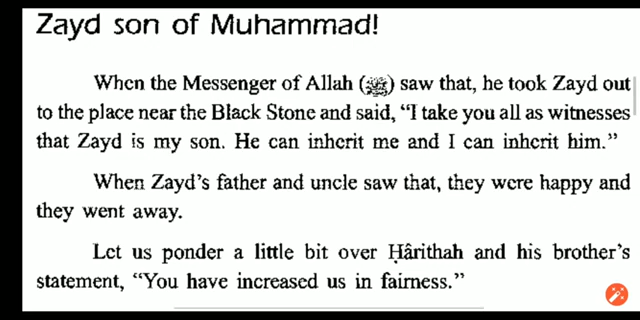 Zayd son of Muhammad!
When the Messenger of Allah (ﷺ) saw that, he took Zayd out
to the place near the Black Stone and said, “I take you all as witnesses
that Zayd is my son. He can inherit me and I can inherit him.”
When Zayd’s father and uncle saw that, they were happy and
they went away.
Let us ponder a little bit over Ḥârithah and his brother’s
statement, “You have increased us in fairness.”